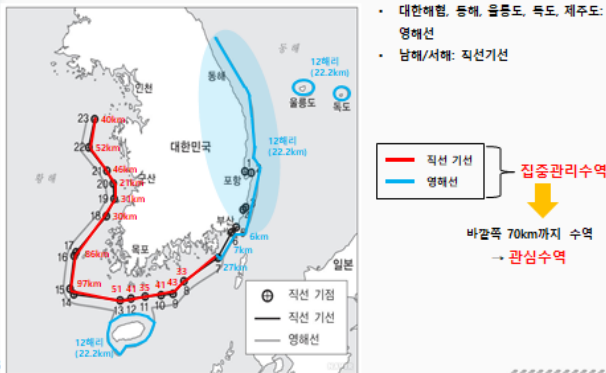 • 대한해협, 동해, 울릉도, 독도, 제주도:
영해선
• 남해/서해: 직선기선
직선 기선
영해선
집중관리수역
바깥쪽 70km까지 수역
→ 관심수역
동해
12해리
(22.2km)
동해
울릉도
독도
인천
23
40km
대한민국
12해리
(22.2km)
22
52km
황해
21
46km
군산
20
21km
19
31km
18
30km
포항
1
부산
6km
7km
27km
7
목포
17
16
86km
일본
33
8
15
97km
14
51 41 35 41 43
13 12 11 10 9
12해리
(22.2km)
직선 기점
직선 기선
영해선